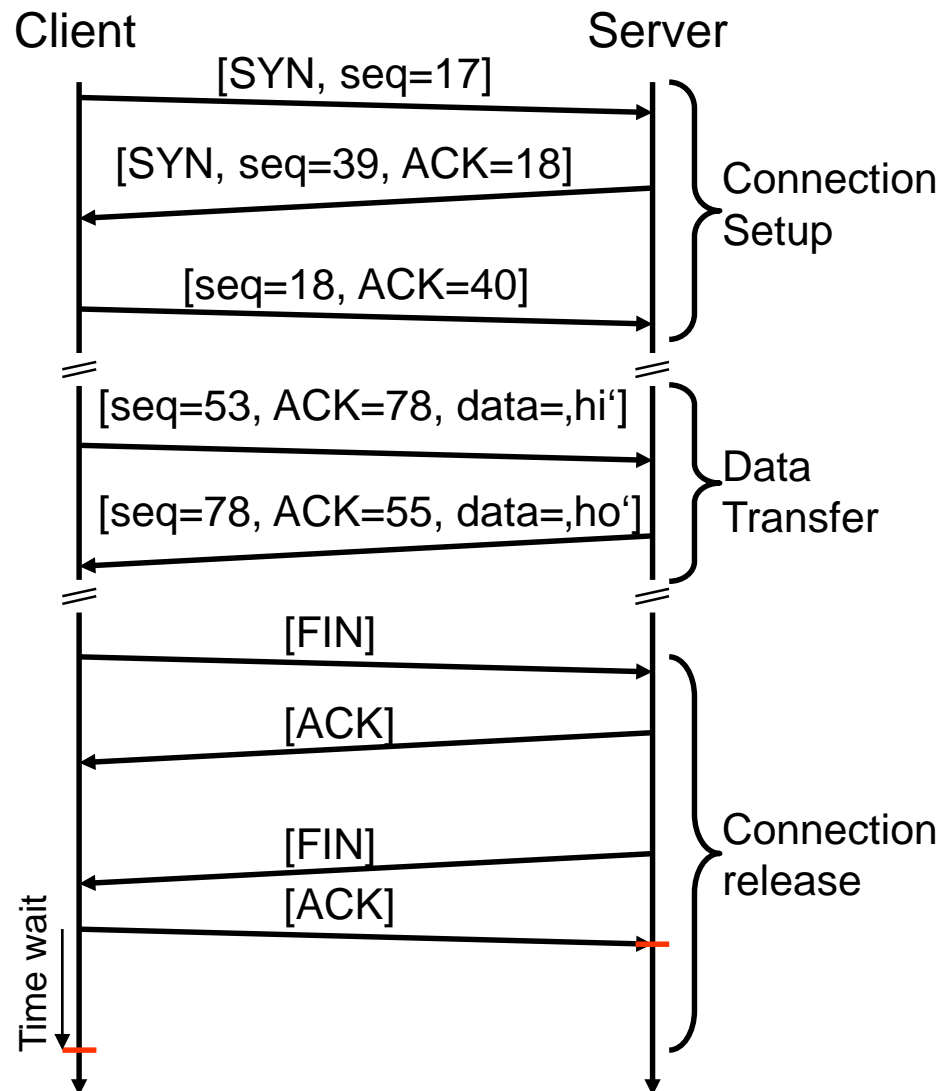 Client
Server
[SYN, seq=17]
[SYN, seq=39, ACK=18]
Connection
Setup
[seq=18, ACK=40]
[seq=53, ACK=78, data=‚hi‘]
Data
Transfer
[seq=78, ACK=55, data=‚ho‘]
[FIN]
[ACK]
[FIN]
Connection
release
[ACK]
Time wait